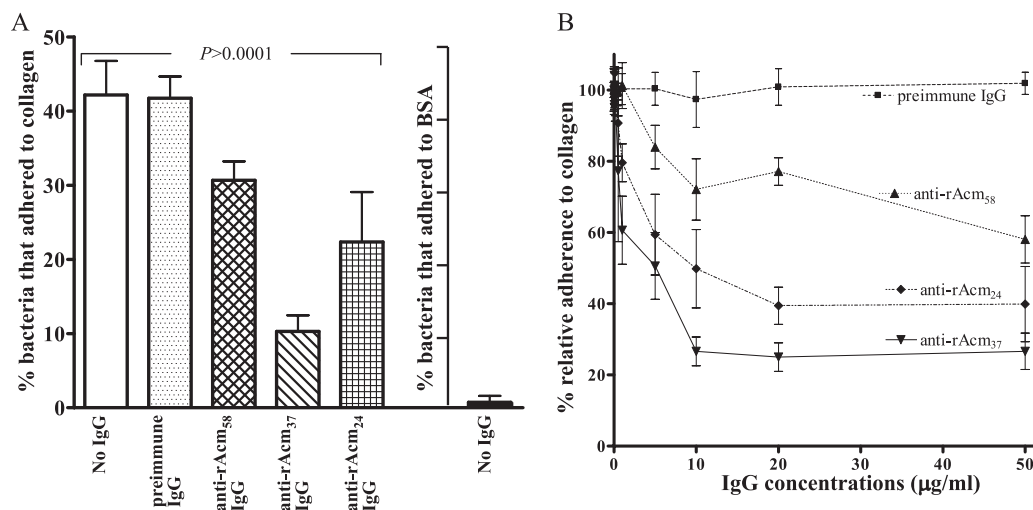 A
% bacteria that adhered to collagen
50
40
30
20
10
0
P>0.0001
No IgG
preimmune
IgG
anti-rAcm58
IgG
anti-rAcm37
IgG
anti-rAcm24
IgG
% bacteria that adhered to BSA
No IgG
B
% relative adherence to collagen
100
80
60
40
20
0
preimmune IgG
anti-rAcm58
anti-rAcm24
anti-rAcm37
0
10
20
30
40
50
IgG concentrations (μg/ml)